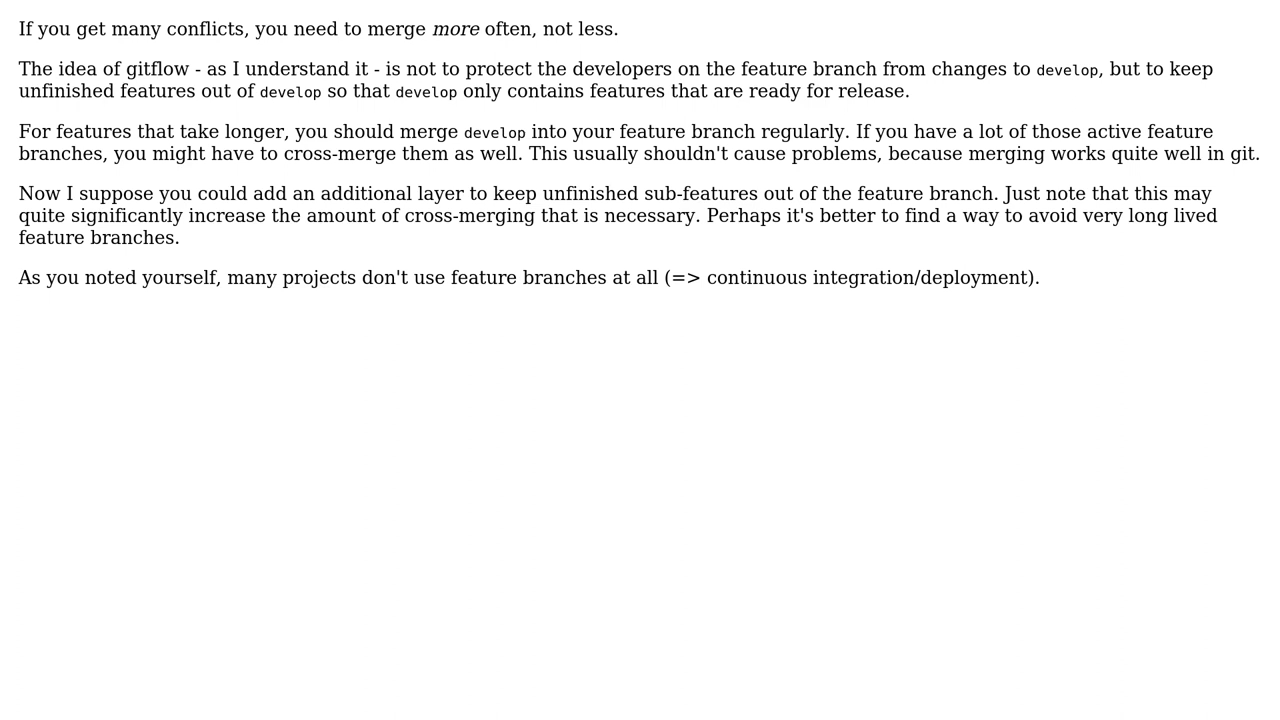 If you get many conflicts, you need to merge more often, not less.
The idea of gitflow - as I understand it - is not to protect the developers on the feature branch from changes to develop, but to keep
unfinished features out of develop so that develop only contains features that are ready for release.
For features that take longer, you should merge develop into your feature branch regularly. If you have a lot of those active feature
branches, you might have to cross-merge them as well. This usually shouldn't cause problems, because merging works quite well in git.
Now I suppose you could add an additional layer to keep unfinished sub-features out of the feature branch. Just note that this may
quite significantly increase the amount of cross-merging that is necessary. Perhaps it's better to find a way to avoid very long lived
feature branches.
As you noted yourself, many projects don't use feature branches at all (=> continuous integration/deployment).